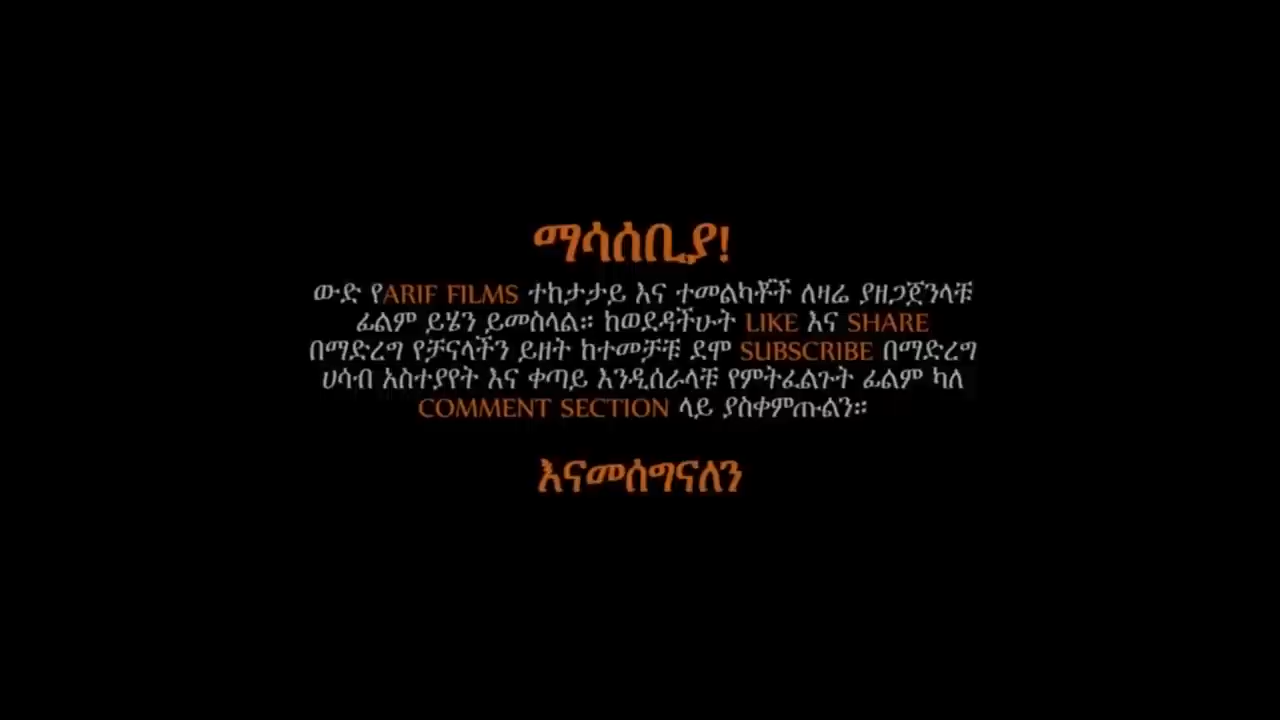 ማሳሰቢያ!
ውድ የARIF FILMS ተከታታይ እና ተመልካቾች ለዛሬ ያዘጋጀንላቹ
ፊልም ይሄን ይመስላል። ከወደዳችሁት LIKE እና SHARE
በማድረግ የቻናላችን ይዘት ከተመቻቹ ደሞ SUBSCRIBE በማድረግ
ሀሳብ አስተያየት እና ቀጣይ እንዲሰራላቹ የምትፈልጉት ፊልም ካለ
COMMENT SECTION ላይ ያስቀምጡልን።
እናመሰግናለን